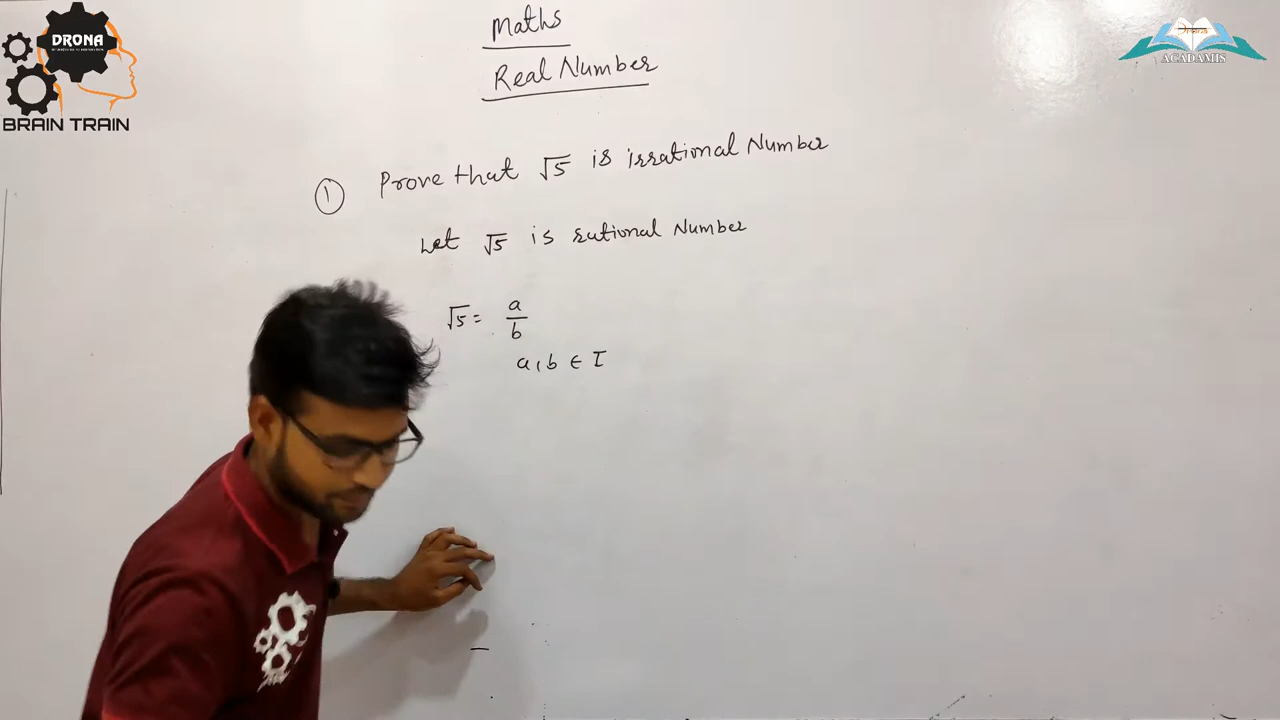 DRONA
BRAIN TRAIN
Maths
Real Number
Drona
ACADAMIS
① Prove that √5 is irrational Number
Let √5 is rational Number
√5 = a/b
a, b ∈ I